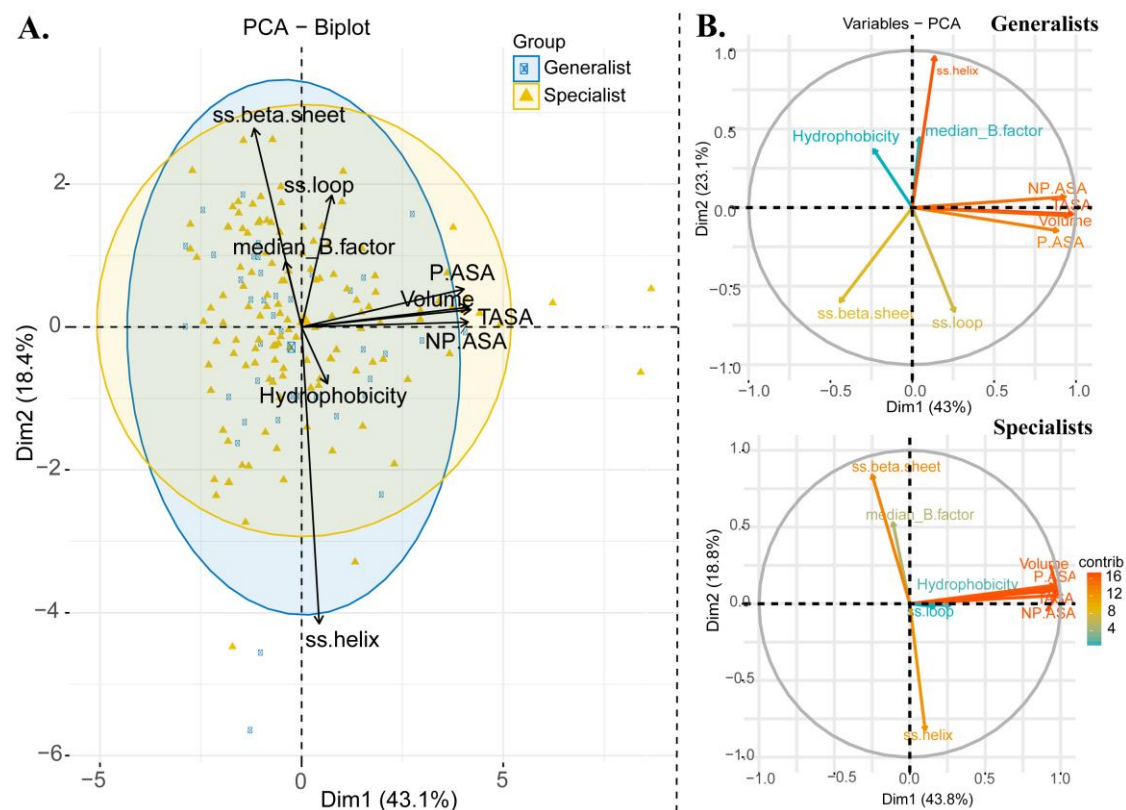 A.
PCA – Biplot
Group
Generalist
Specialist
ss.beta.sheet
ss.loop
median_B.factor
P.ASA
Volume
TASA
NP.ASA
Hydrophobicity
ss.helix
Dim2 (18.4%)
2
0
−2
−4
−6
−5
0
5
Dim1 (43.1%)
B.
Variables – PCA
Generalists
ss.helix
Hydrophobicity
median_B.factor
NP.ASA
TASA
Volume
P.ASA
ss.beta.sheet
ss.loop
Dim2 (23.1%)
1.0
0.5
0.0
−0.5
−1.0
−1.0
−0.5
0.0
0.5
1.0
Dim1 (43%)
Specialists
ss.beta.sheet
median_B.factor
Volume
P.ASA
Hydrophobicity
TASA
ss.loop
NP.ASA
ss.helix
contrib
16
12
8
4
Dim2 (18.8%)
1.0
0.5
0.0
−0.5
−1.0
−1.0
−0.5
0.0
0.5
1.0
Dim1 (43.8%)